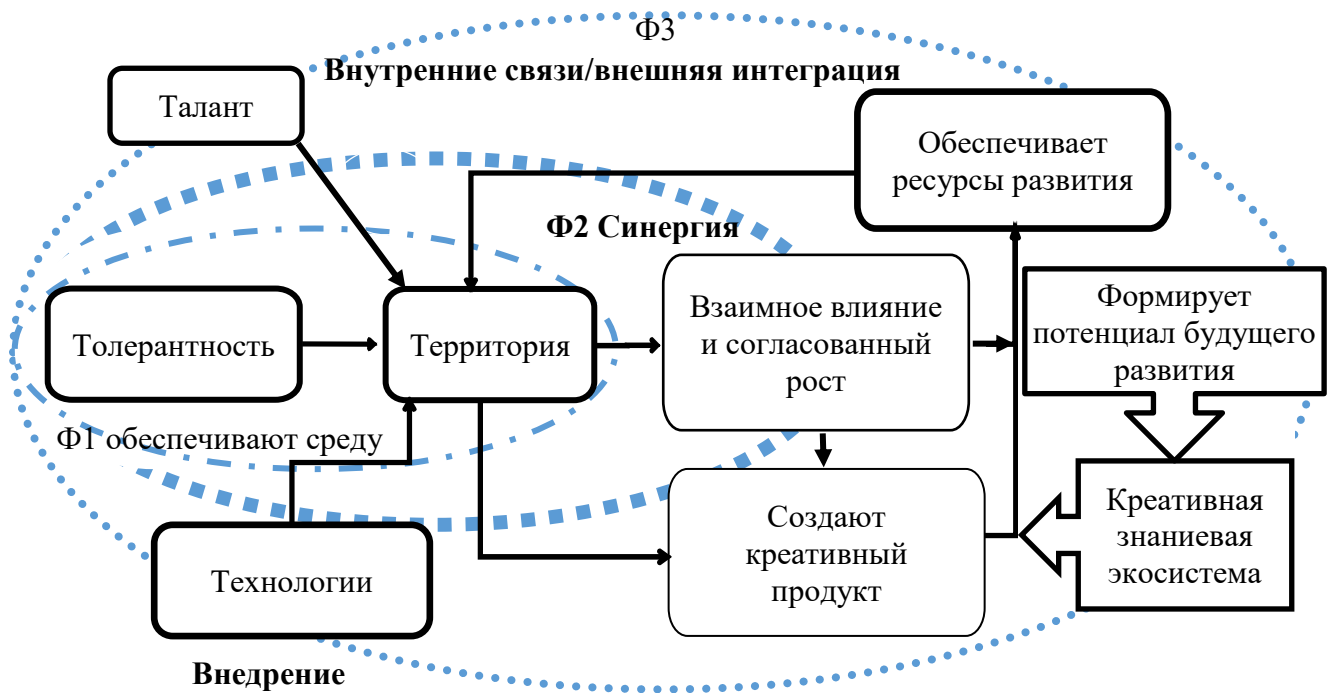 Ф3
Внутренние связи/внешняя интеграция
Талант
Обеспечивает
ресурсы развития
Ф2 Синергия
Толерантность
Территория
Взаимное влияние
и согласованный
рост
Формирует
потенциал будущего
развития
Ф1 обеспечивают среду
Технологии
Создают
креативный
продукт
Креативная
знаниевая
экосистема
Внедрение